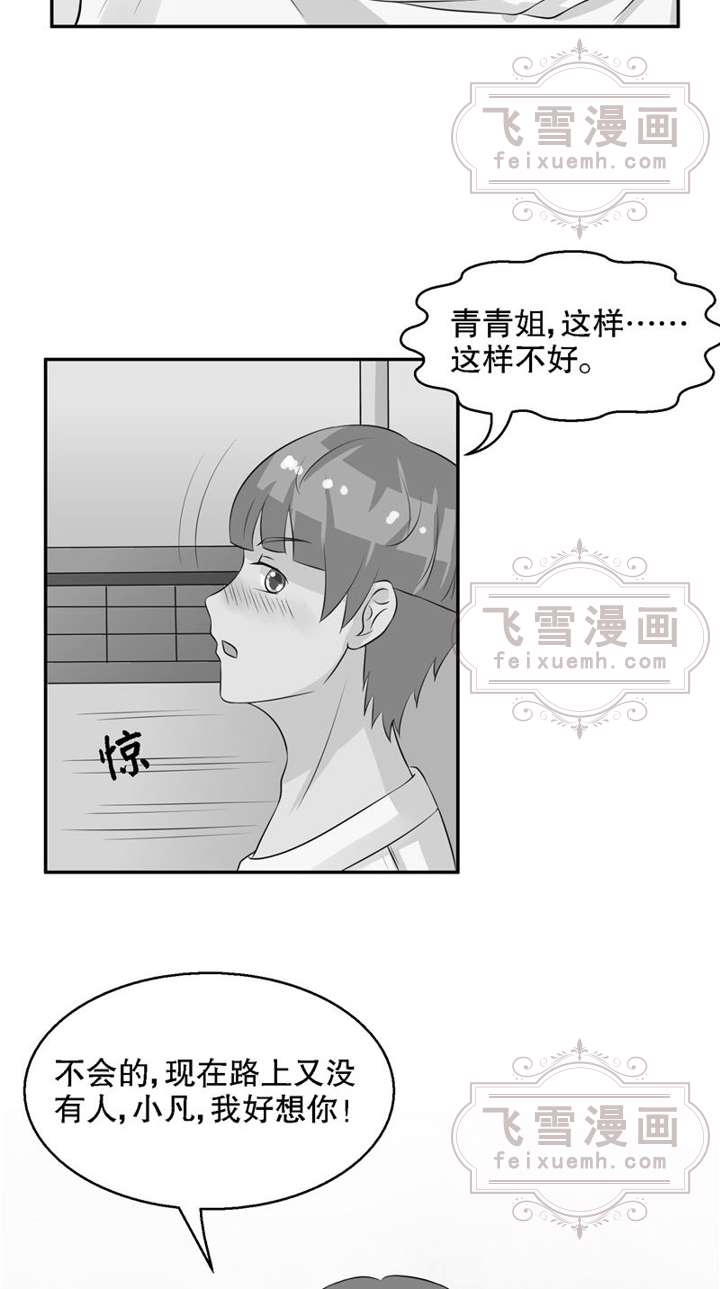 飞雪漫画
feixuemh.com
青青姐,这样……
这样不好。
飞雪漫画
feixuemh.com
惊
不会的,现在路上又没
有人,小凡,我好想你!
飞雪漫画
feixuemh.com